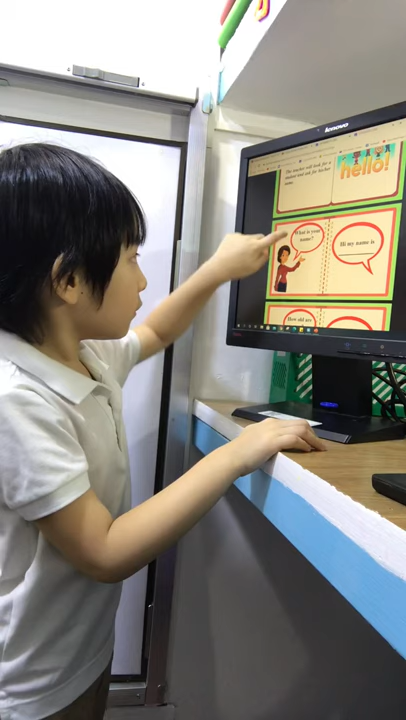 lenovo
The teacher will look for a
student and ask for his/her
name.
hello!
What is your
name?
Hi my name is
How old are